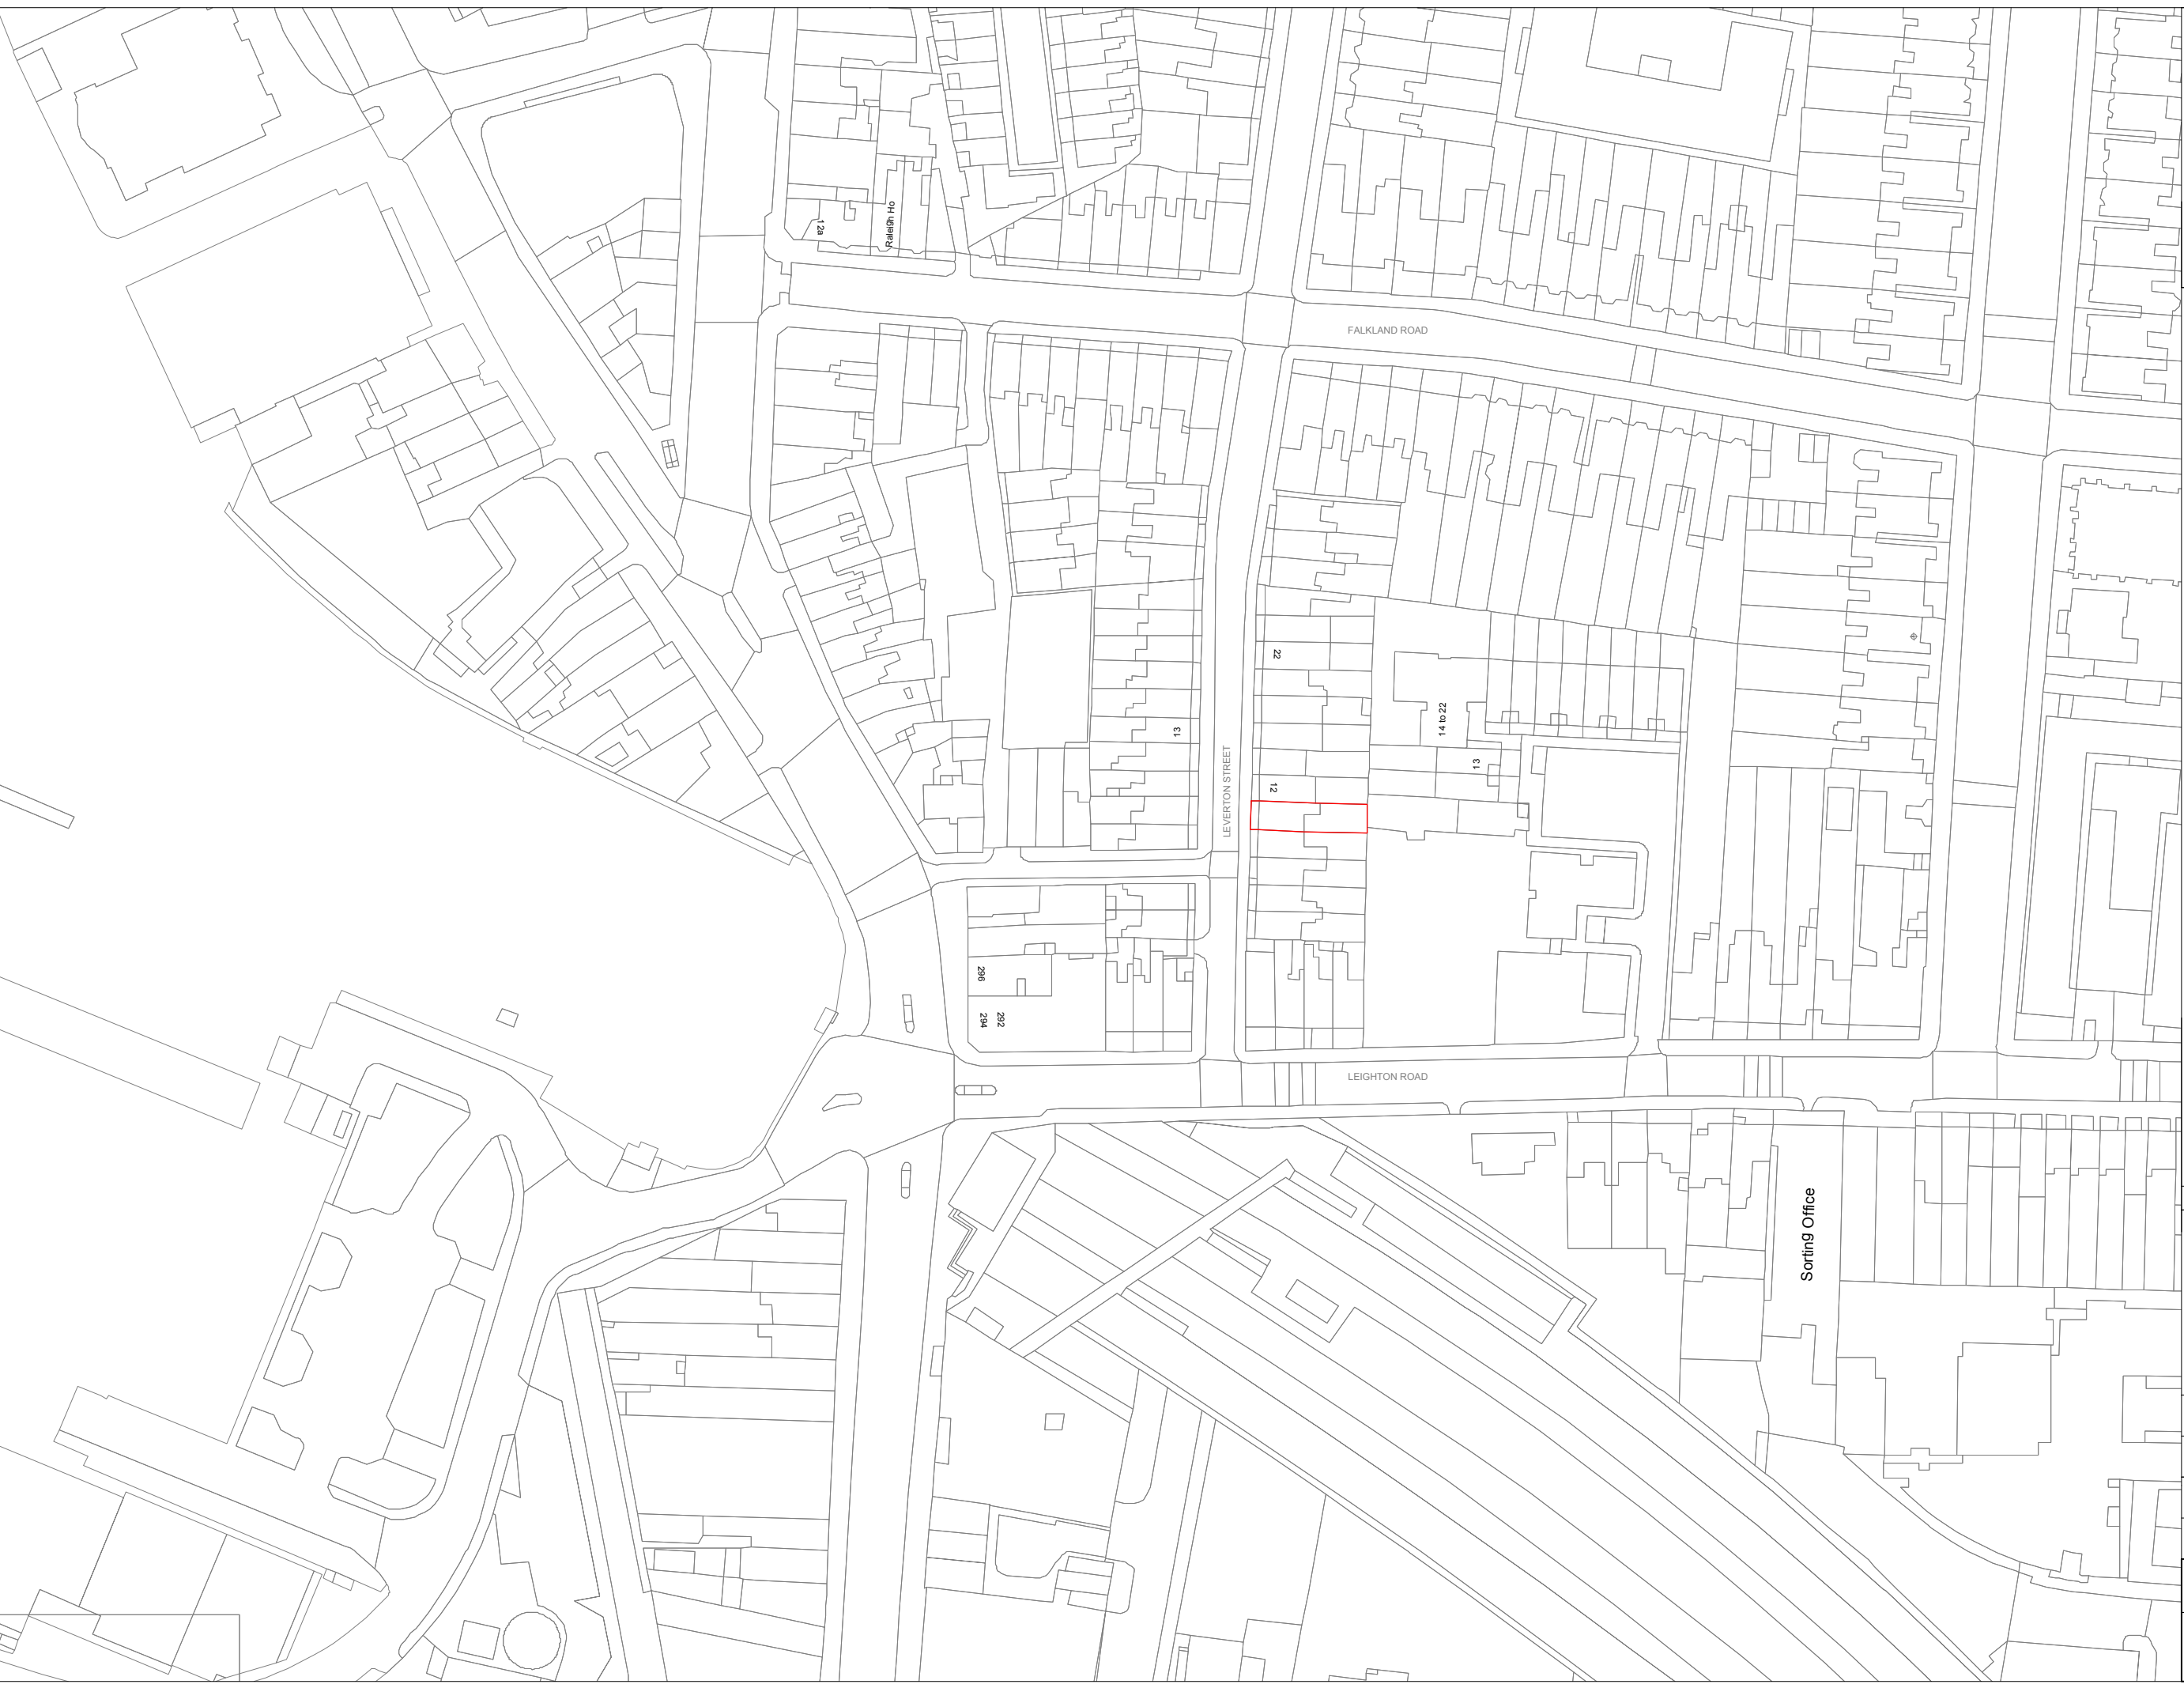 12a
Raleigh Ho
FALKLAND ROAD
22
13
14 to 22
LEVERTON STREET
13
12
296
294
292
LEIGHTON ROAD
Sorting Office